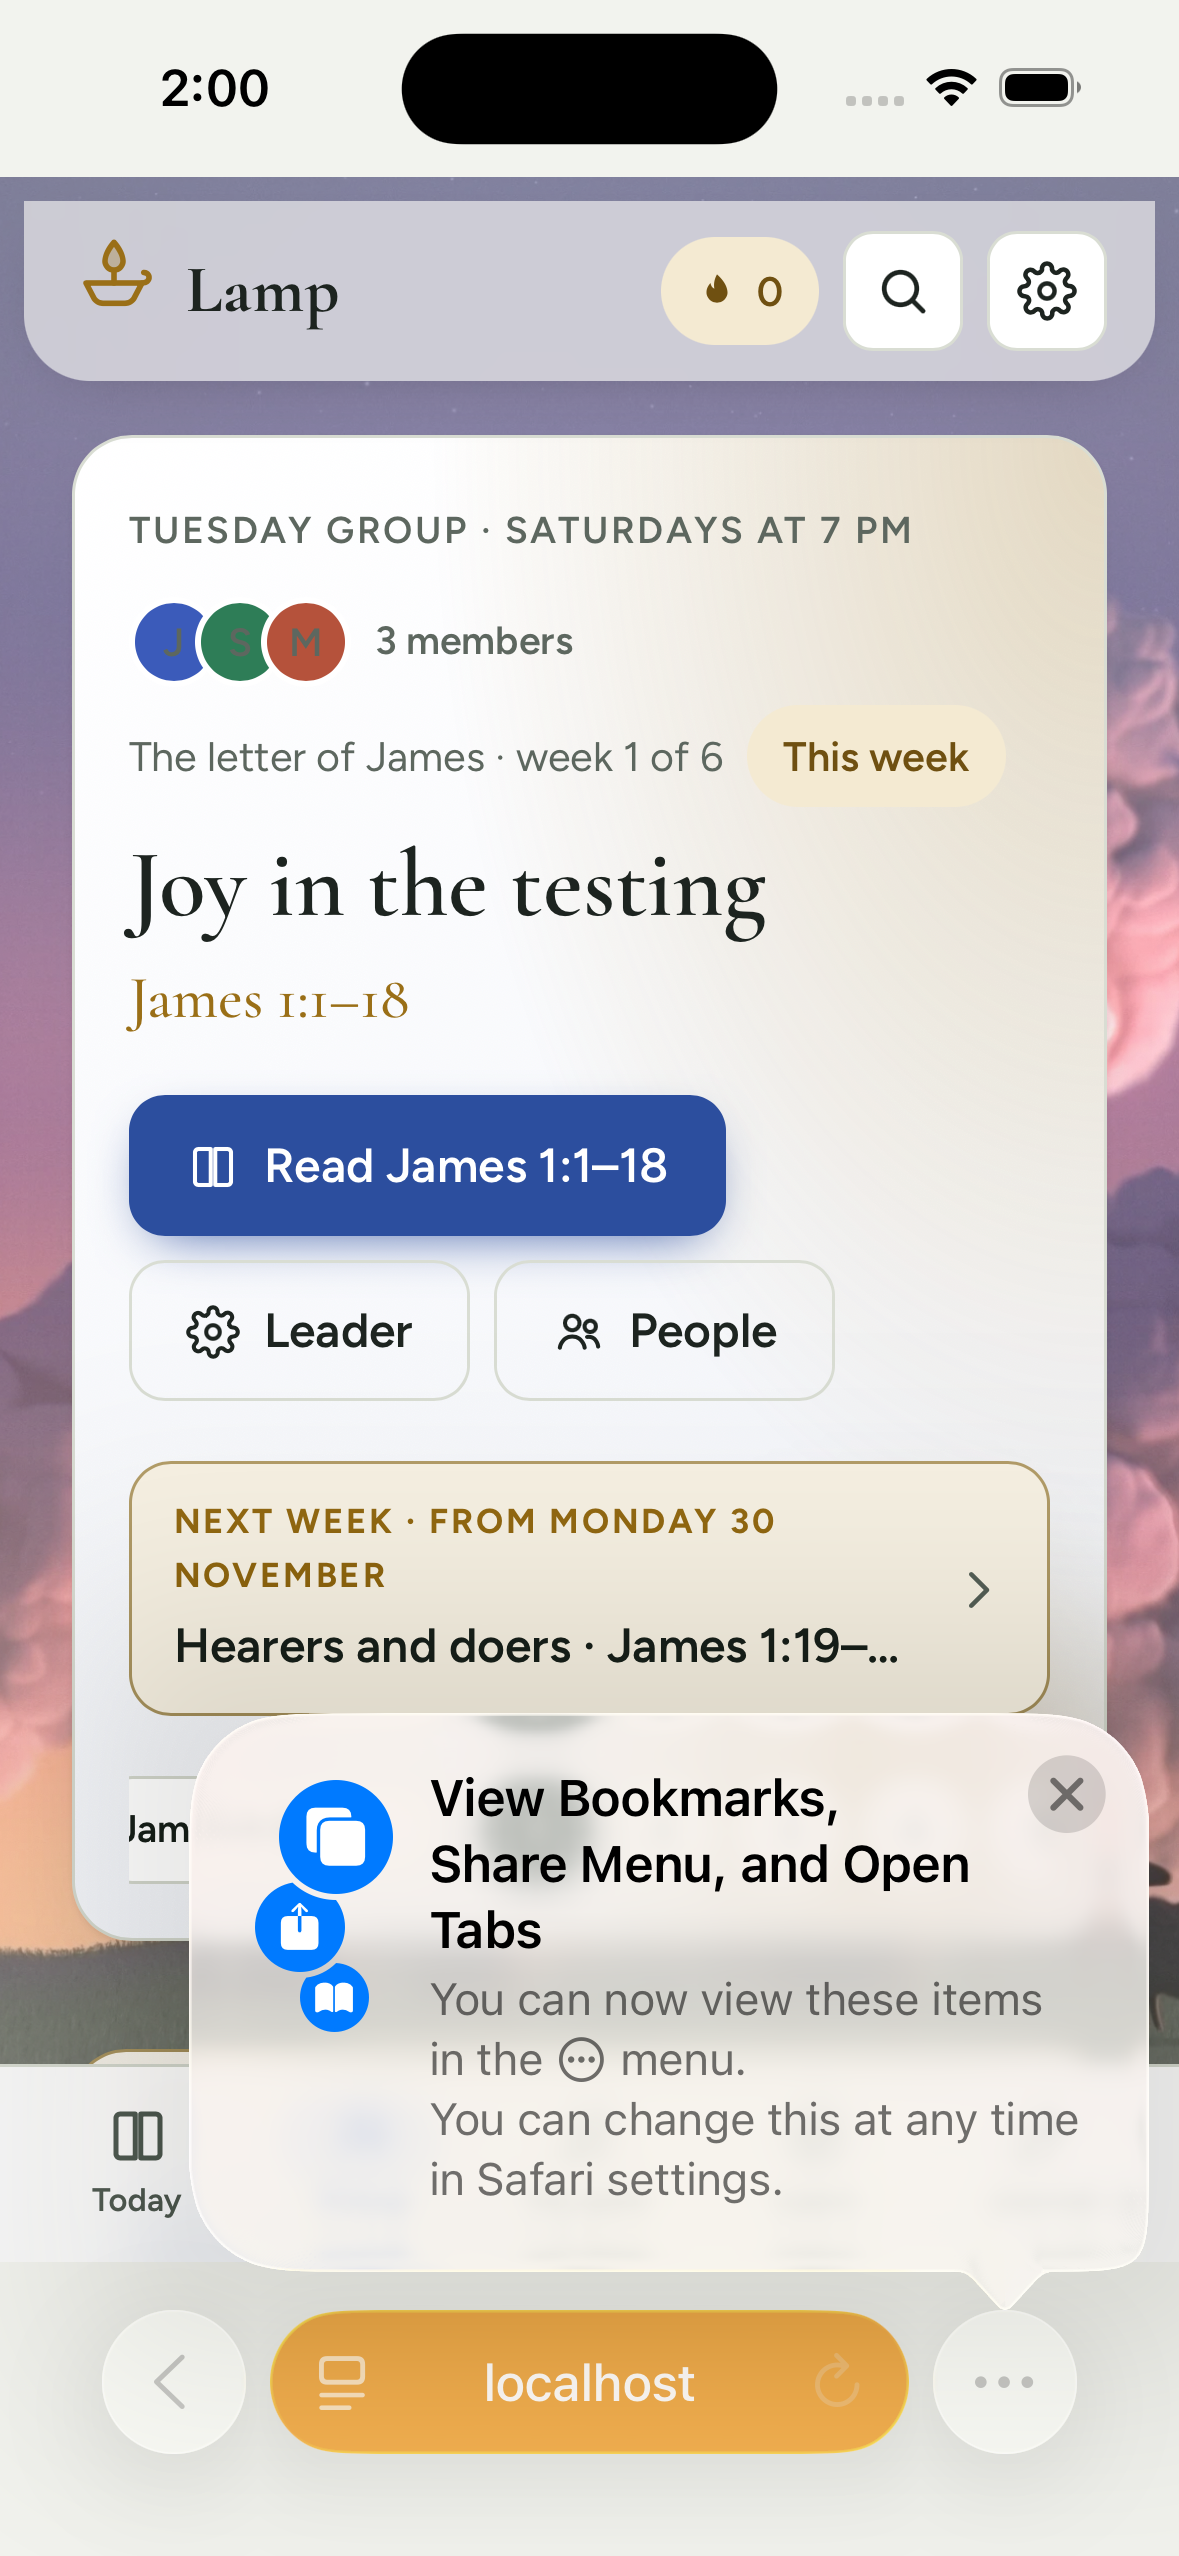 2:00
Lamp
0
TUESDAY GROUP · SATURDAYS AT 7 PM
J S M 3 members
The letter of James · week 1 of 6 This week
Joy in the testing
James 1:1–18
Read James 1:1–18
Leader People
NEXT WEEK · FROM MONDAY 30
NOVEMBER
Hearers and doers · James 1:19–...
Jam
View Bookmarks,
Share Menu, and Open
Tabs
You can now view these items
in the menu.
You can change this at any time
in Safari settings.
Today
localhost